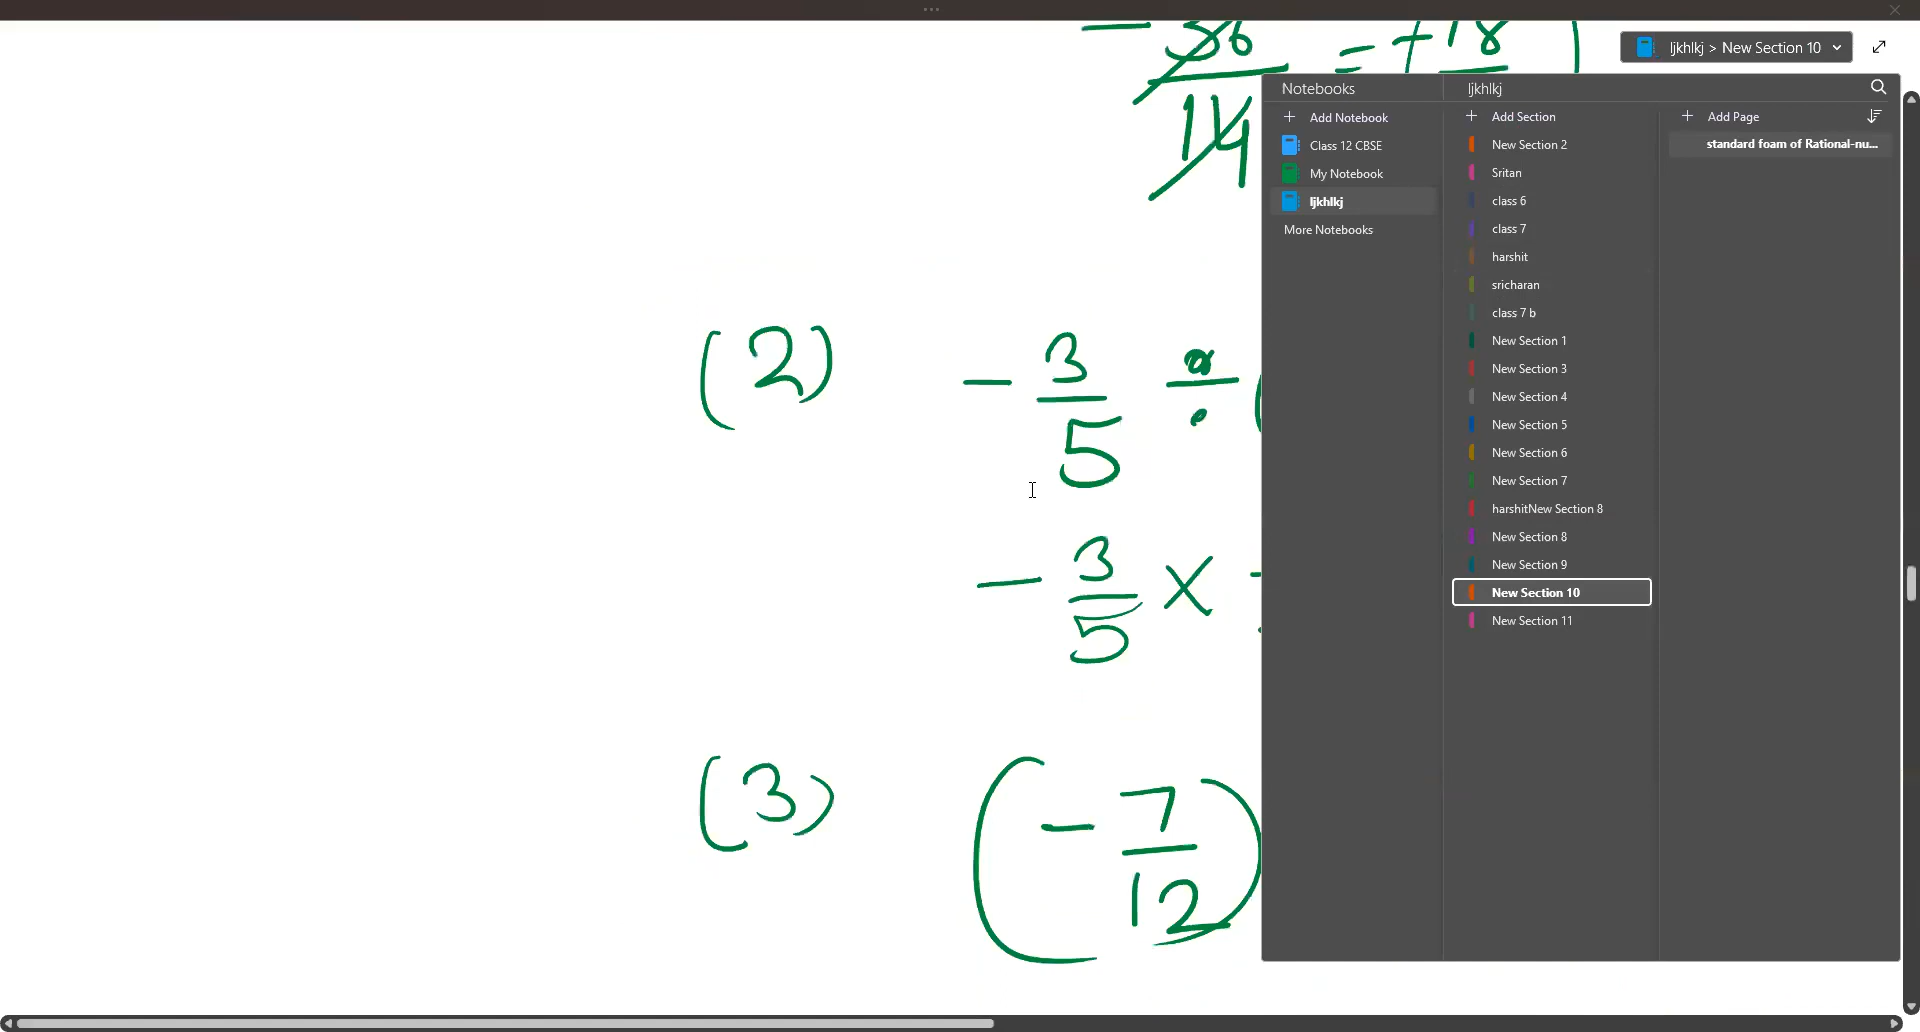 ljkhlkj > New Section 10
Notebooks
Add Notebook
Class 12 CBSE
My Notebook
ljkhlkj
More Notebooks
ljkhlkj
Add Section
New Section 2
Sritan
class 6
class 7
harshit
sricharan
class 7 b
New Section 1
New Section 3
New Section 4
New Section 5
New Section 6
New Section 7
harshitNew Section 8
New Section 8
New Section 9
New Section 10
New Section 11
Add Page
standard foam of Rational-nu...
- 36/14 = +18
(2) - 3/5 ÷ (
- 3/5 ×
(3) (- 7/12)